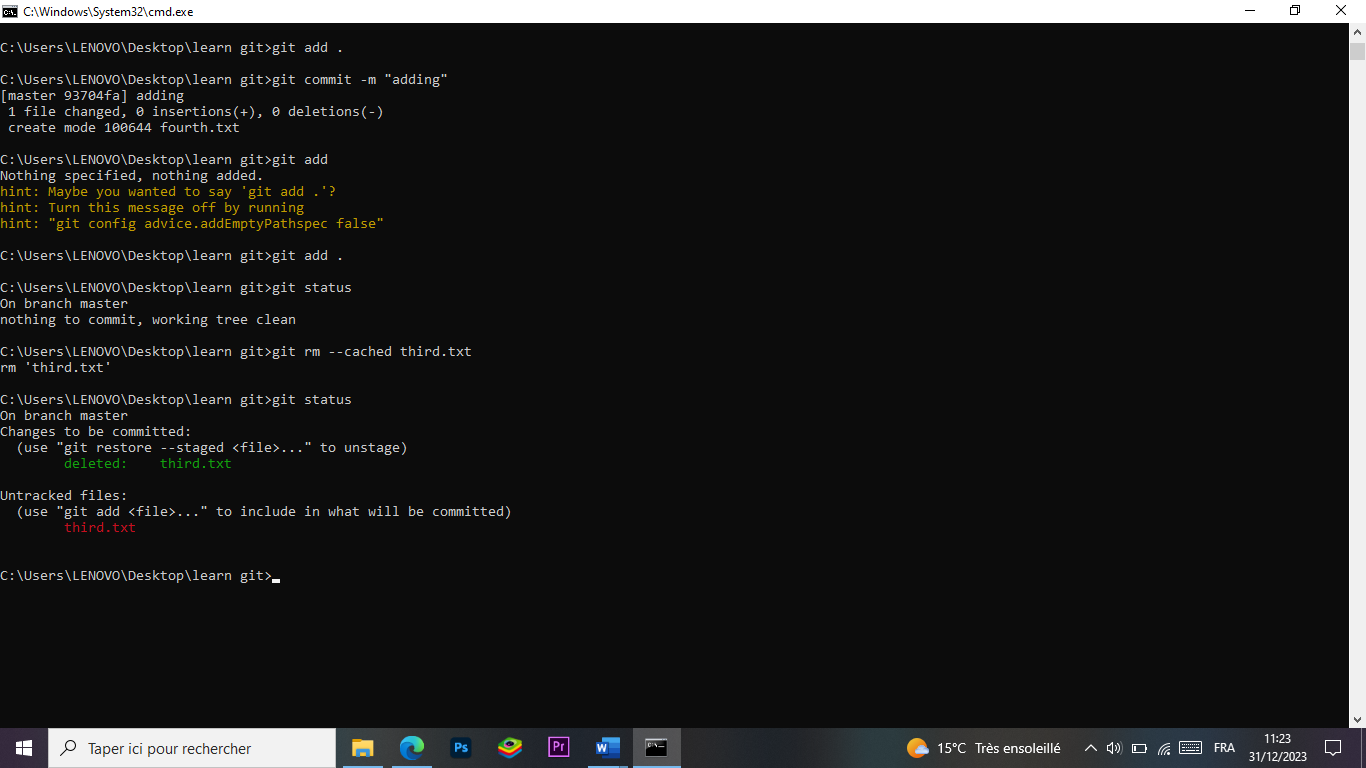 C:\Windows\System32\cmd.exe
C:\Users\LENOVO\Desktop\learn git>git add .
C:\Users\LENOVO\Desktop\learn git>git commit -m "adding"
[master 93704fa] adding
 1 file changed, 0 insertions(+), 0 deletions(-)
 create mode 100644 fourth.txt
C:\Users\LENOVO\Desktop\learn git>git add
Nothing specified, nothing added.
hint: Maybe you wanted to say 'git add .'?
hint: Turn this message off by running
hint: "git config advice.addEmptyPathspec false"
C:\Users\LENOVO\Desktop\learn git>git add .
C:\Users\LENOVO\Desktop\learn git>git status
On branch master
nothing to commit, working tree clean
C:\Users\LENOVO\Desktop\learn git>git rm --cached third.txt
rm 'third.txt'
C:\Users\LENOVO\Desktop\learn git>git status
On branch master
Changes to be committed:
  (use "git restore --staged <file>..." to unstage)
        deleted:    third.txt
Untracked files:
  (use "git add <file>..." to include in what will be committed)
        third.txt
C:\Users\LENOVO\Desktop\learn git>
Taper ici pour rechercher
Ps
Pr
W
15°C Très ensoleillé
FRA
11:23
31/12/2023